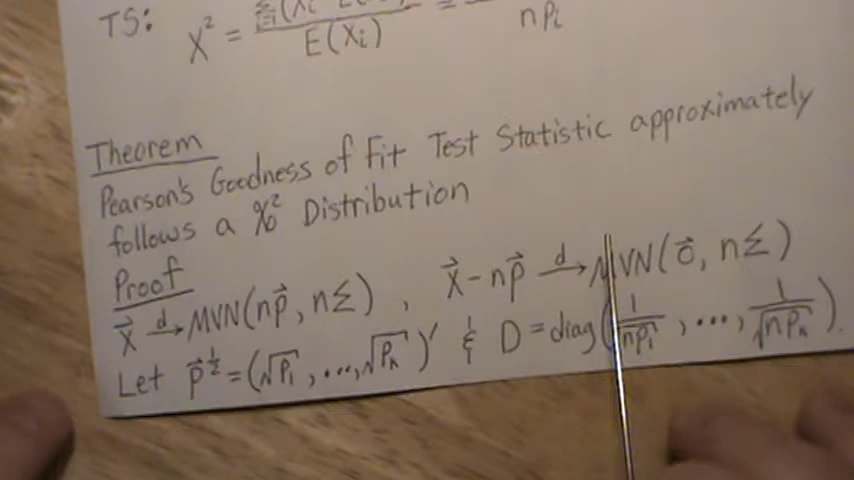 TS: X² = Σ(Xᵢ - E( / E(Xᵢ) = / npᵢ
Theorem
Pearson's Goodness of Fit Test Statistic approximately
follows a χ² Distribution
Proof
X⃗ →ᵈ MVN(np⃗, nΣ) , X⃗ - np⃗ →ᵈ MVN(0⃗, nΣ)
Let p⃗^½ = (√p₁, ..., √pₖ)′ & D = diag(1/√np₁, ..., 1/√npₖ).